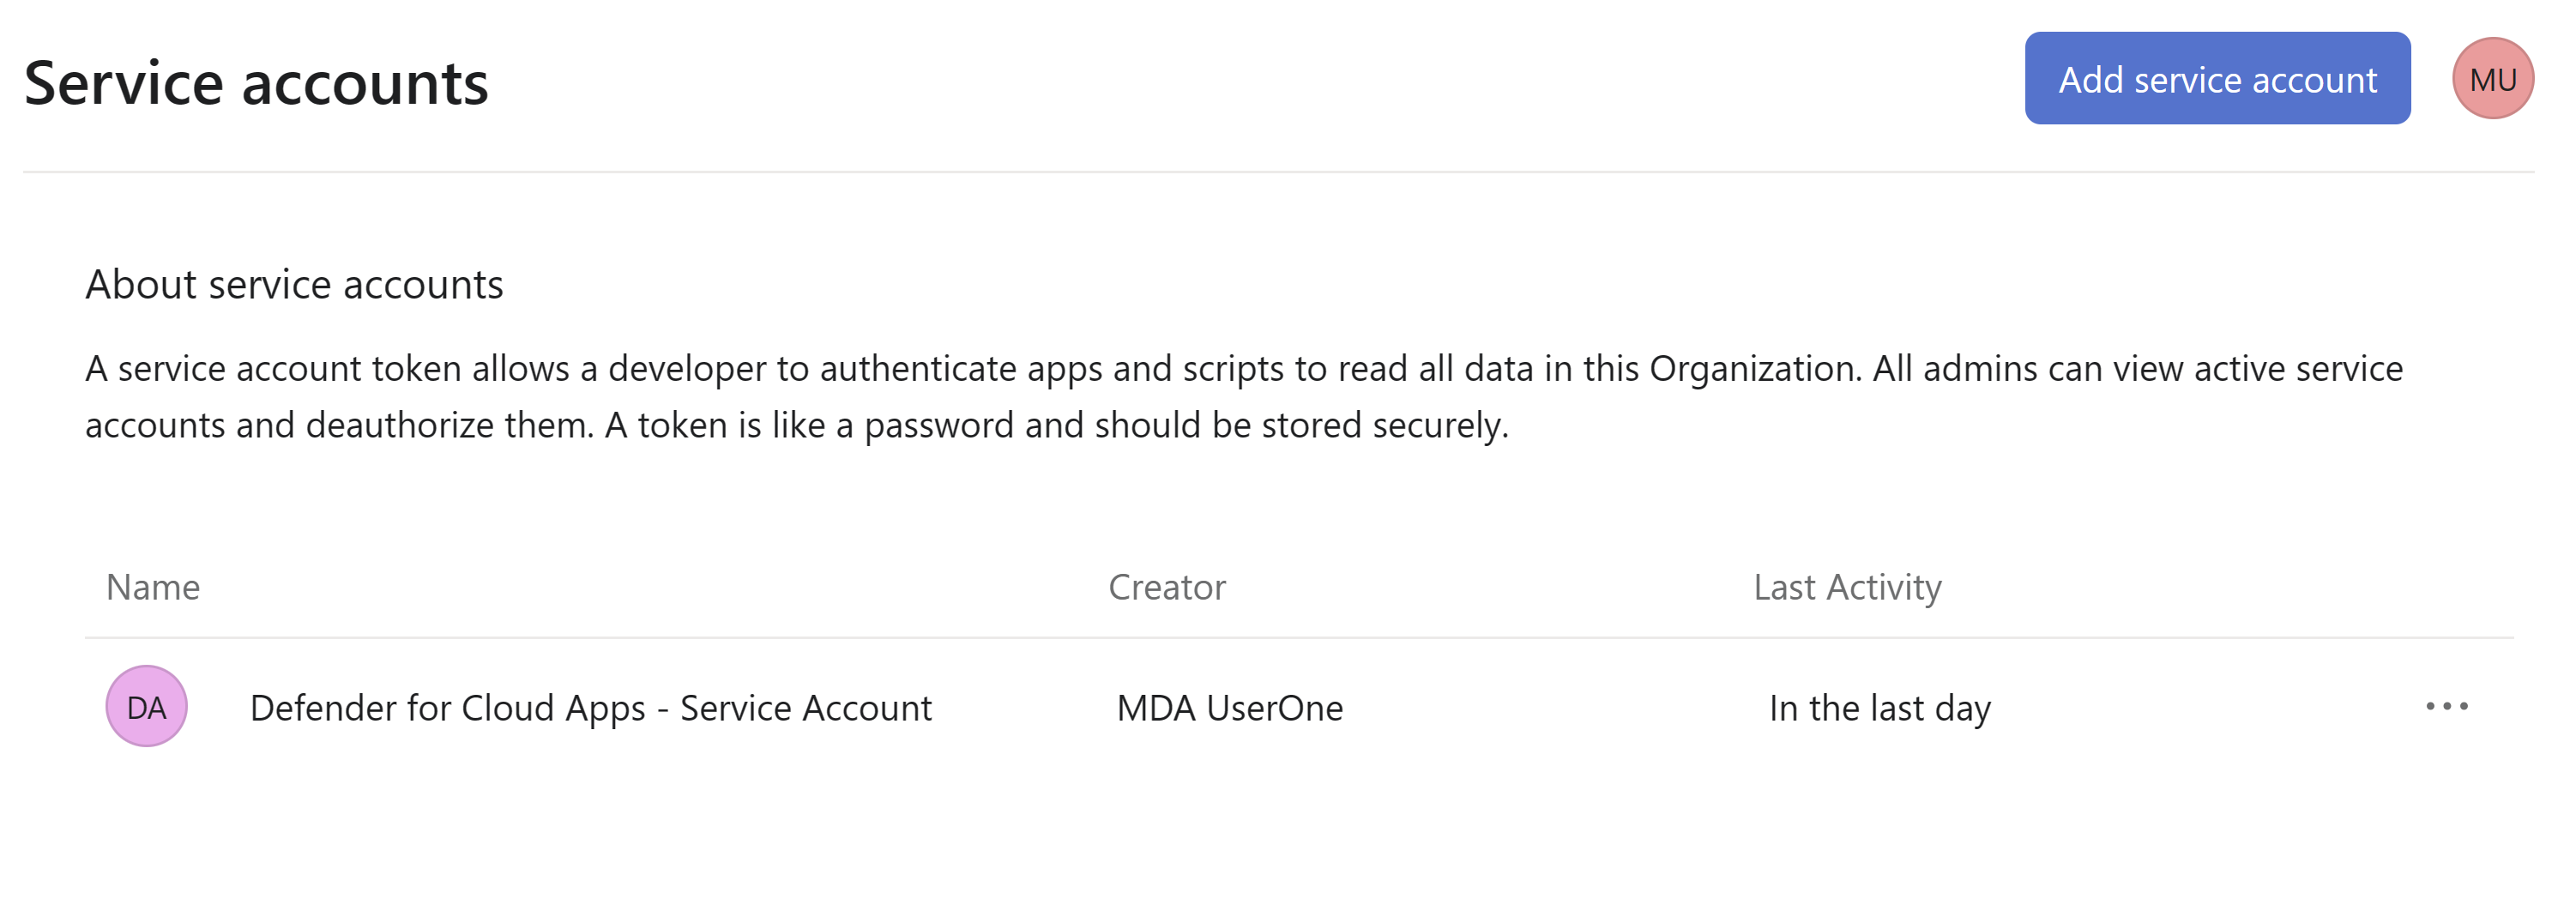 Service accounts
Add service account
MU
About service accounts
A service account token allows a developer to authenticate apps and scripts to read all data in this Organization. All admins can view active service
accounts and deauthorize them. A token is like a password and should be stored securely.
Name Creator Last Activity
DA Defender for Cloud Apps - Service Account MDA UserOne In the last day